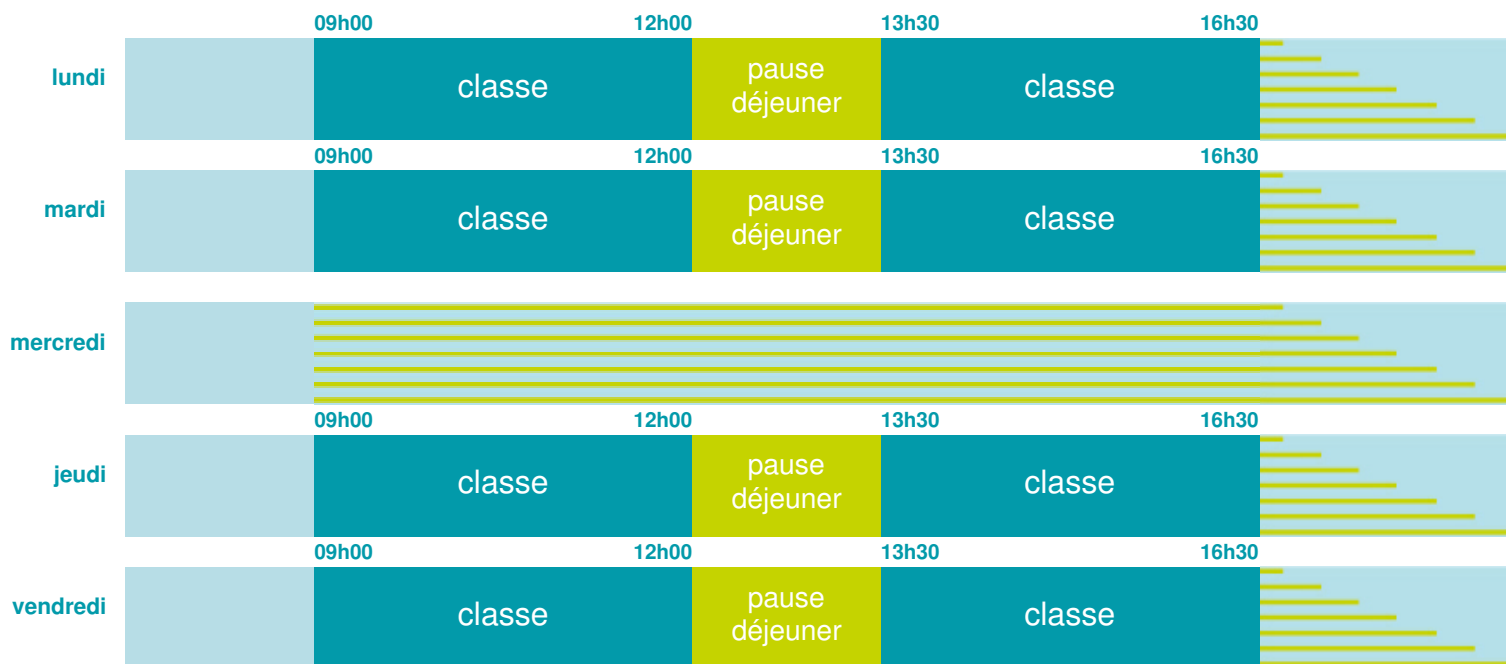 09h00 12h00 13h30 16h30
lundi classe pause déjeuner classe
09h00 12h00 13h30 16h30
mardi classe pause déjeuner classe
mercredi
09h00 12h00 13h30 16h30
jeudi classe pause déjeuner classe
09h00 12h00 13h30 16h30
vendredi classe pause déjeuner classe